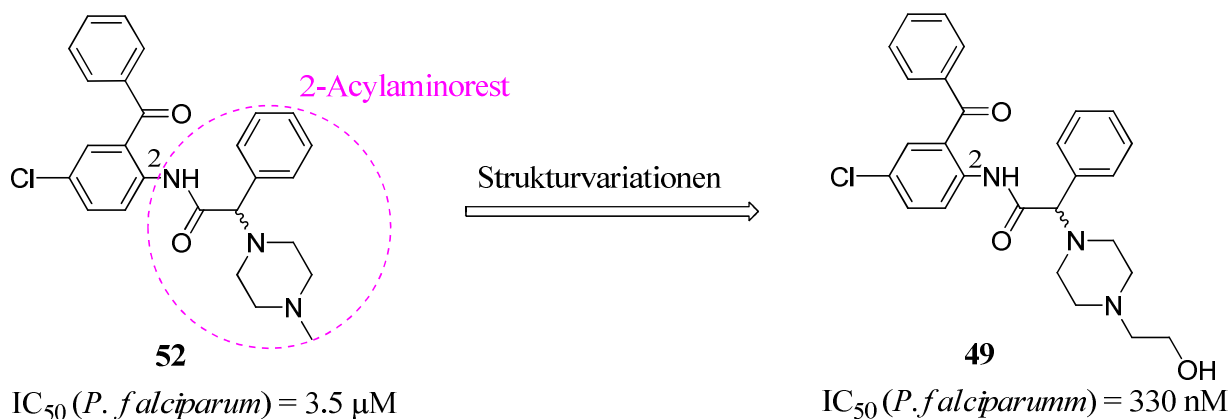 2-Acylaminorest
O
O
2
2
Cl
NH
Cl
NH
Strukturvariationen
O
N
O
N
N
N
52
49
OH
IC50 (P. falciparum) = 3.5 μM
IC50 (P. falciparumm) = 330 nM